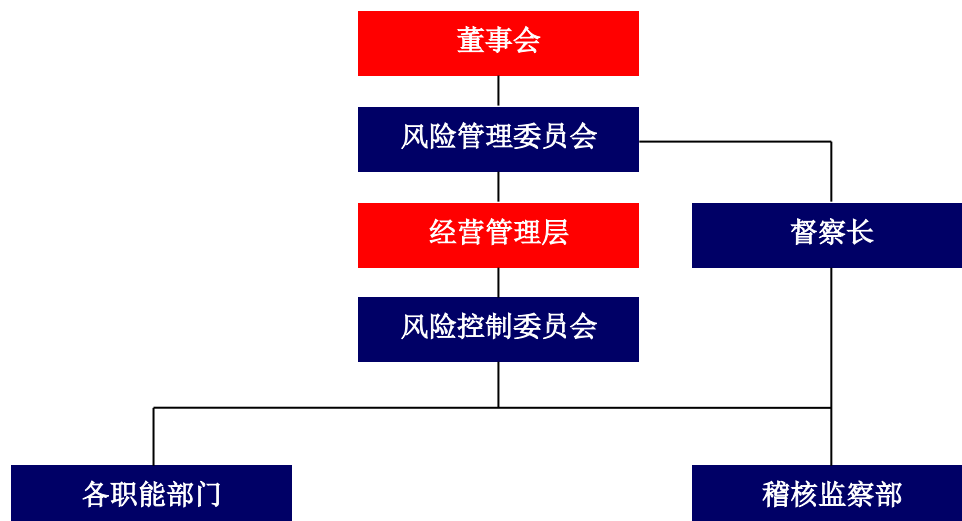 董事会
风险管理委员会
经营管理层
督察长
风险控制委员会
各职能部门
稽核监察部